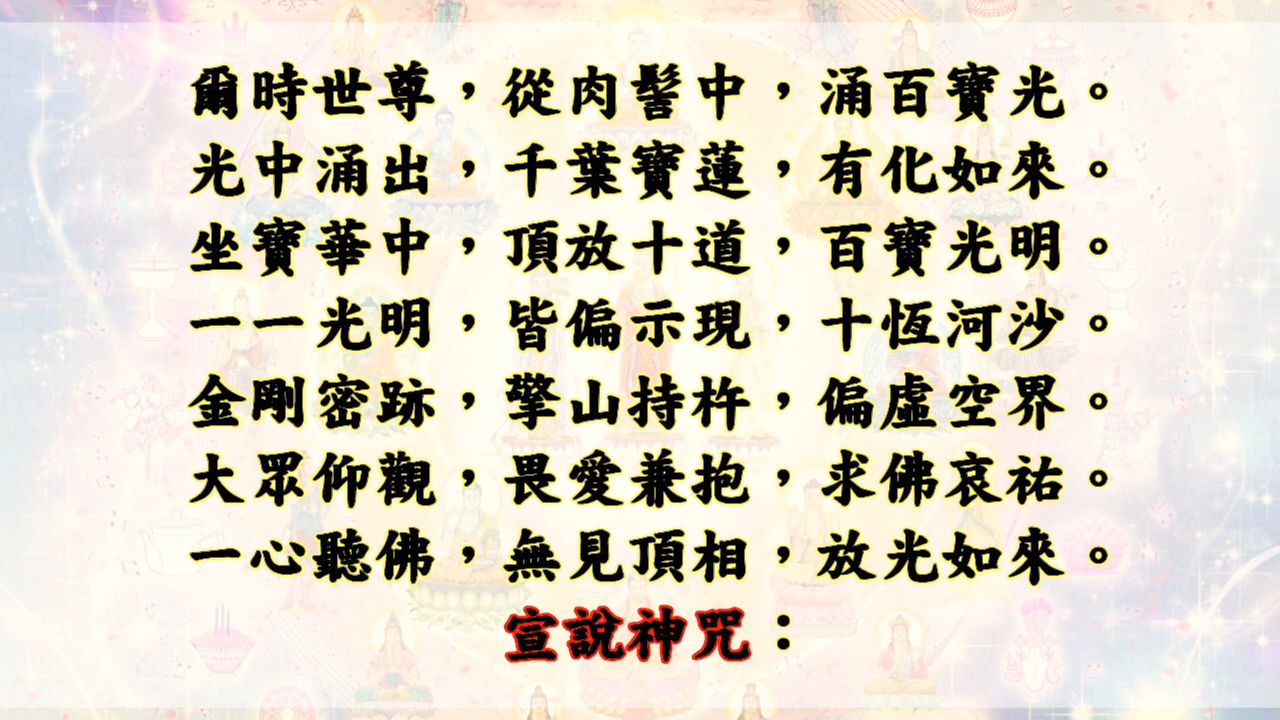 爾時世尊，從肉髻中，涌百寶光。
光中涌出，千葉寶蓮，有化如來。
坐寶華中，頂放十道，百寶光明。
一一光明，皆偏示現，十恆河沙。
金剛密跡，擎山持杵，偏虛空界。
大眾仰觀，畏愛兼抱，求佛哀祐。
一心聽佛，無見頂相，放光如來。
宣說神咒：